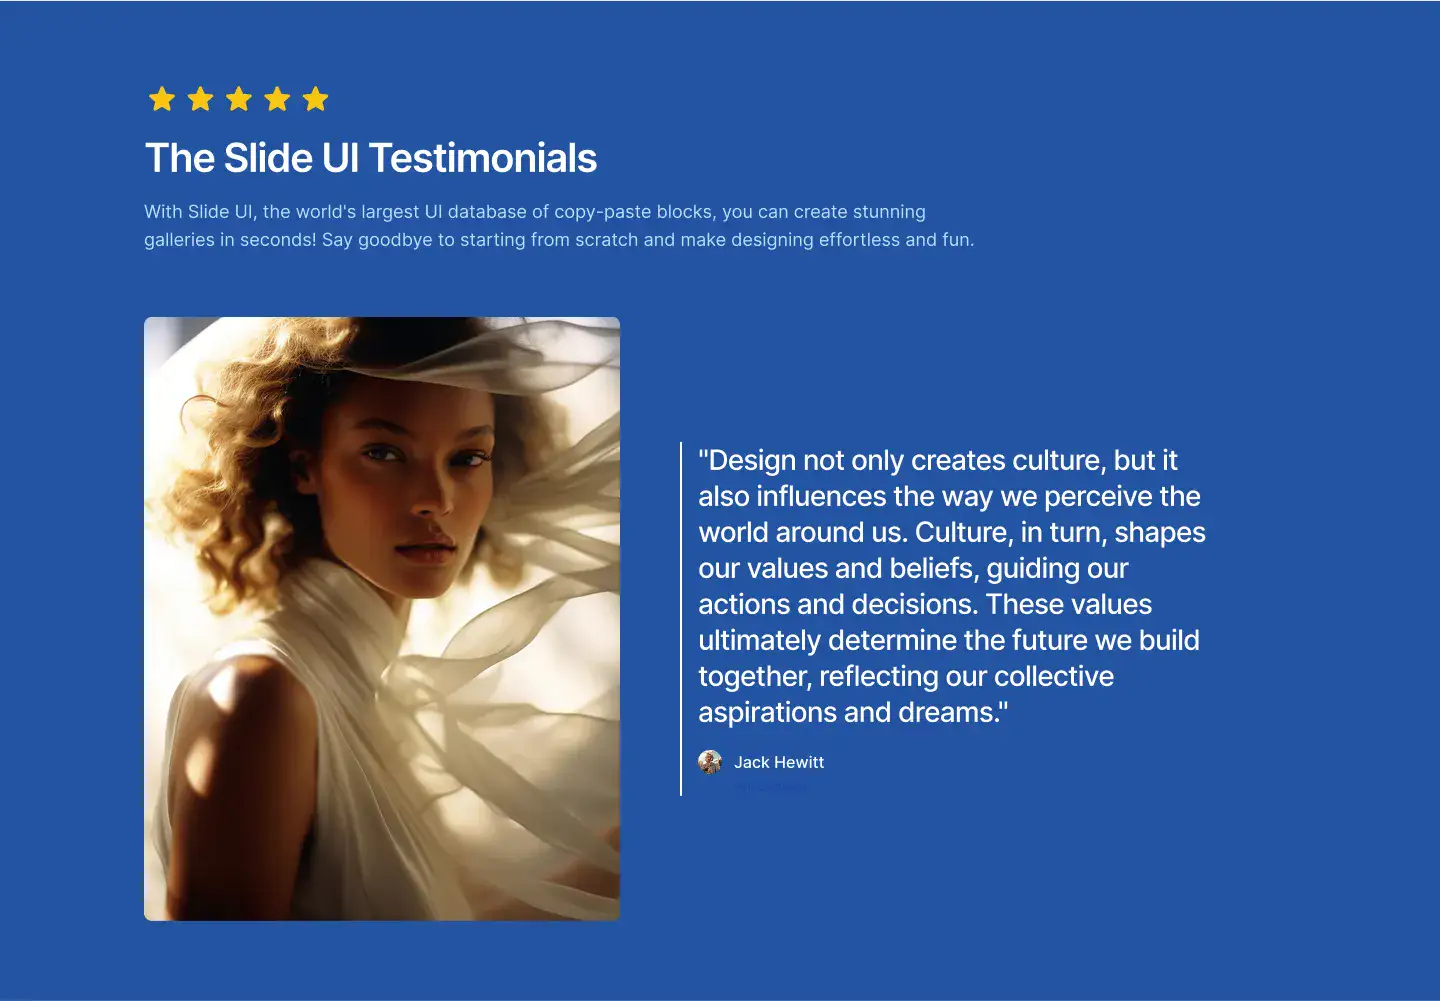 The Slide UI Testimonials
With Slide UI, the world's largest UI database of copy-paste blocks, you can create stunning
galleries in seconds! Say goodbye to starting from scratch and make designing effortless and fun.
"Design not only creates culture, but it
also influences the way we perceive the
world around us. Culture, in turn, shapes
our values and beliefs, guiding our
actions and decisions. These values
ultimately determine the future we build
together, reflecting our collective
aspirations and dreams."
Jack Hewitt